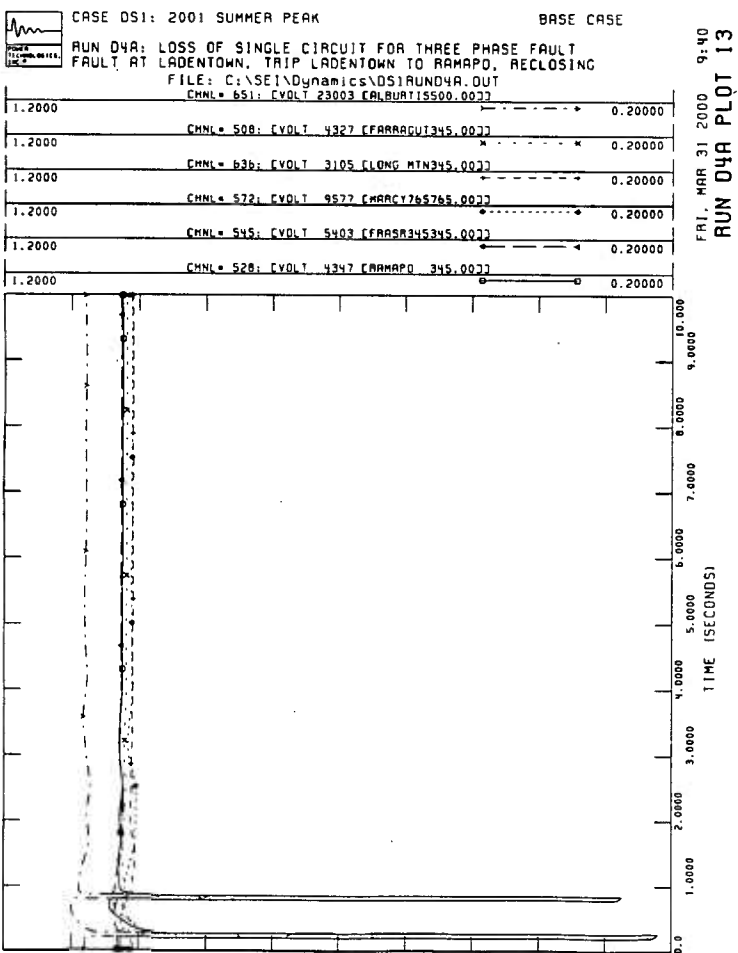 CASE DS1: 2001 SUMMER PEAK BASE CASE
POWER TECHNOLOGIES, INC.
RUN D4A: LOSS OF SINGLE CIRCUIT FOR THREE PHASE FAULT
FAULT AT LADENTOWN, TRIP LADENTOWN TO RAMAPO, RECLOSING
FILE: C:\SEI\Dynamics\DS1RUND4A.OUT
CHNL# 651: [VOLT 23003 [ALBURTIS500.00]]
1.2000 0.20000
CHNL# 508: [VOLT 4327 [FARRAGUT345.00]]
1.2000 0.20000
CHNL# 636: [VOLT 3105 [LONG MTN345.00]]
1.2000 0.20000
CHNL# 572: [VOLT 9577 [MARCY765765.00]]
1.2000 0.20000
CHNL# 545: [VOLT 5403 [FRASR345345.00]]
1.2000 0.20000
CHNL# 528: [VOLT 4347 [RAMAPO 345.00]]
1.2000 0.20000
FRI, MAR 31 2000 9:40
RUN D4A PLOT 13
10.000
9.0000
8.0000
7.0000
6.0000
5.0000
4.0000
3.0000
2.0000
1.0000
0.0
TIME (SECONDS)